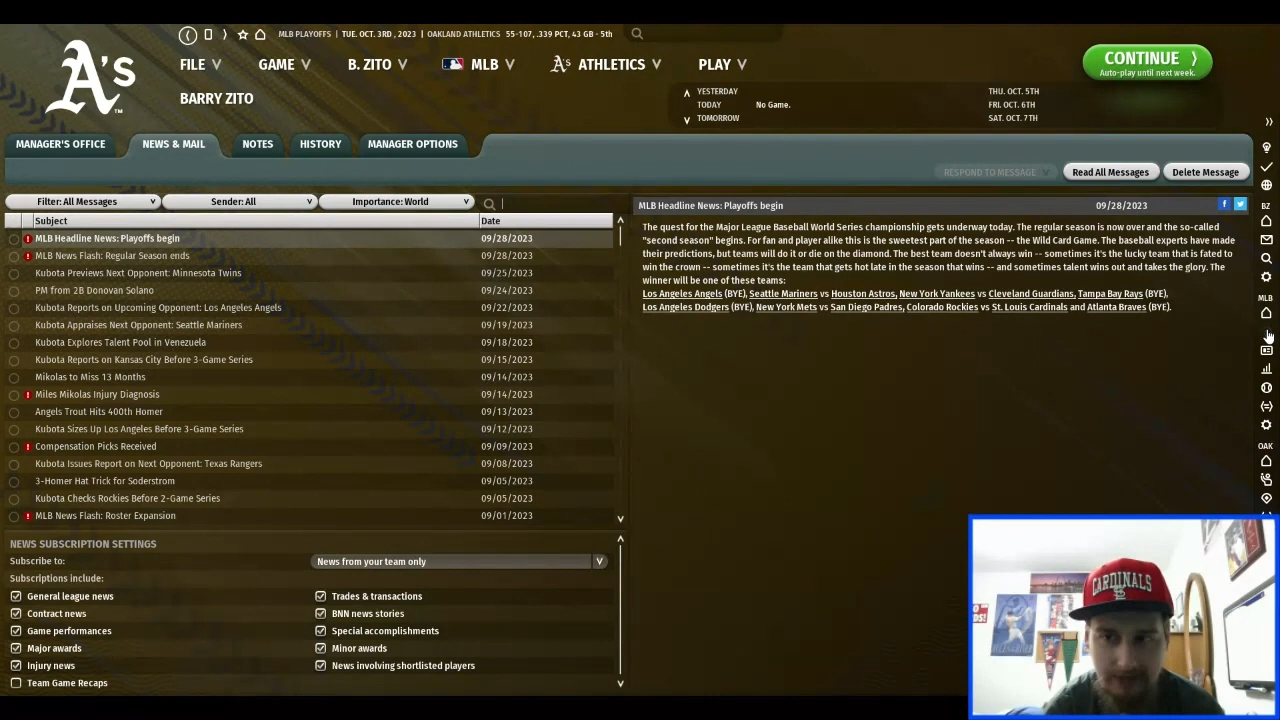 MLB PLAYOFFS | TUE. OCT. 3RD , 2023 | OAKLAND ATHLETICS 55-107, .339 PCT, 43 GB - 5th
A's
FILE GAME B. ZITO MLB A's ATHLETICS PLAY
CONTINUE
Auto-play until next week.
BARRY ZITO
YESTERDAY THU. OCT. 5TH
TODAY No Game. FRI. OCT. 6TH
TOMORROW SAT. OCT. 7TH
MANAGER'S OFFICE NEWS & MAIL NOTES HISTORY MANAGER OPTIONS
RESPOND TO MESSAGE Read All Messages Delete Message
Filter: All Messages Sender: All Importance: World
Subject Date
MLB Headline News: Playoffs begin 09/28/2023
MLB News Flash: Regular Season ends 09/28/2023
Kubota Previews Next Opponent: Minnesota Twins 09/25/2023
PM from 2B Donovan Solano 09/24/2023
Kubota Reports on Upcoming Opponent: Los Angeles Angels 09/22/2023
Kubota Appraises Next Opponent: Seattle Mariners 09/19/2023
Kubota Explores Talent Pool in Venezuela 09/18/2023
Kubota Reports on Kansas City Before 3-Game Series 09/15/2023
Mikolas to Miss 13 Months 09/14/2023
Miles Mikolas Injury Diagnosis 09/14/2023
Angels Trout Hits 400th Homer 09/13/2023
Kubota Sizes Up Los Angeles Before 3-Game Series 09/12/2023
Compensation Picks Received 09/09/2023
Kubota Issues Report on Next Opponent: Texas Rangers 09/08/2023
3-Homer Hat Trick for Soderstrom 09/05/2023
Kubota Checks Rockies Before 2-Game Series 09/05/2023
MLB News Flash: Roster Expansion 09/01/2023
MLB Headline News: Playoffs begin 09/28/2023
The quest for the Major League Baseball World Series championship gets underway today. The regular season is now over and the so-called
"second season" begins. For fan and player alike this is the sweetest part of the season -- the Wild Card Game. The baseball experts have made
their predictions, but teams will do it or die on the diamond. The best team doesn't always win -- sometimes it's the lucky team that is fated to
win the crown -- sometimes it's the team that gets hot late in the season that wins -- and sometimes talent wins out and takes the glory. The
winner will be one of these teams:
Los Angeles Angels (BYE), Seattle Mariners vs Houston Astros, New York Yankees vs Cleveland Guardians, Tampa Bay Rays (BYE),
Los Angeles Dodgers (BYE), New York Mets vs San Diego Padres, Colorado Rockies vs St. Louis Cardinals and Atlanta Braves (BYE).
BZ
MLB
OAK
NEWS SUBSCRIPTION SETTINGS
Subscribe to: News from your team only
Subscriptions include:
General league news Trades & transactions
Contract news BNN news stories
Game performances Special accomplishments
Major awards Minor awards
Injury news News involving shortlisted players
Team Game Recaps
CARDINALS